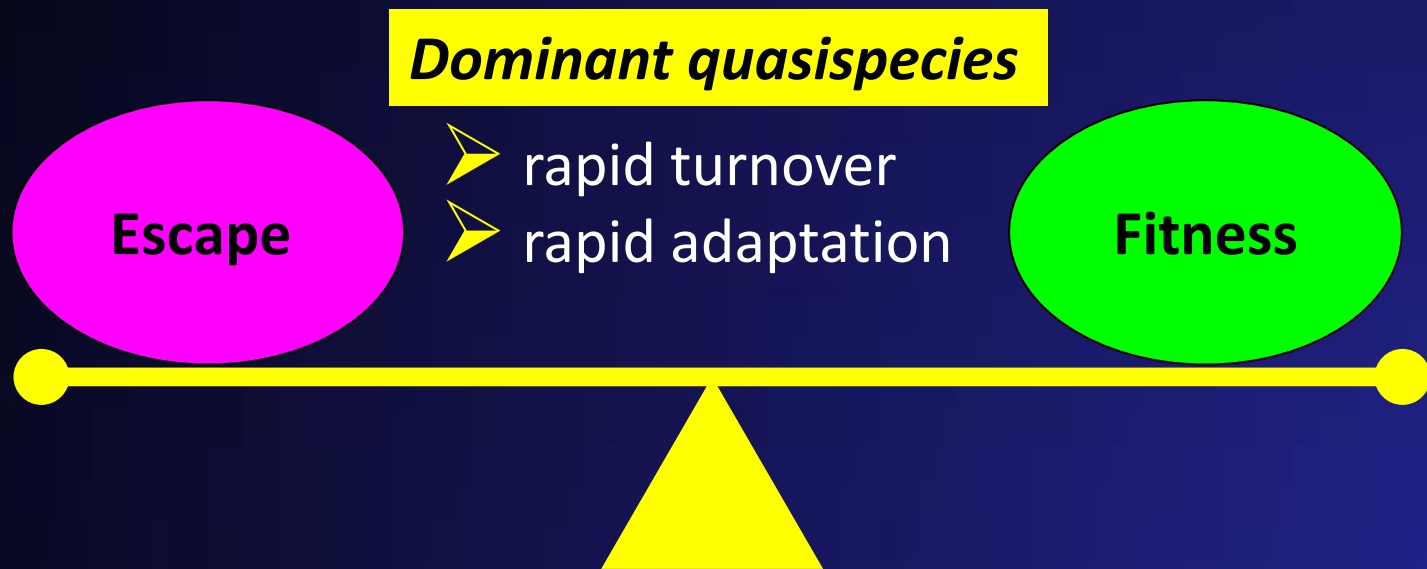 Dominant quasispecies
rapid turnover
rapid adaptation
Escape
Fitness